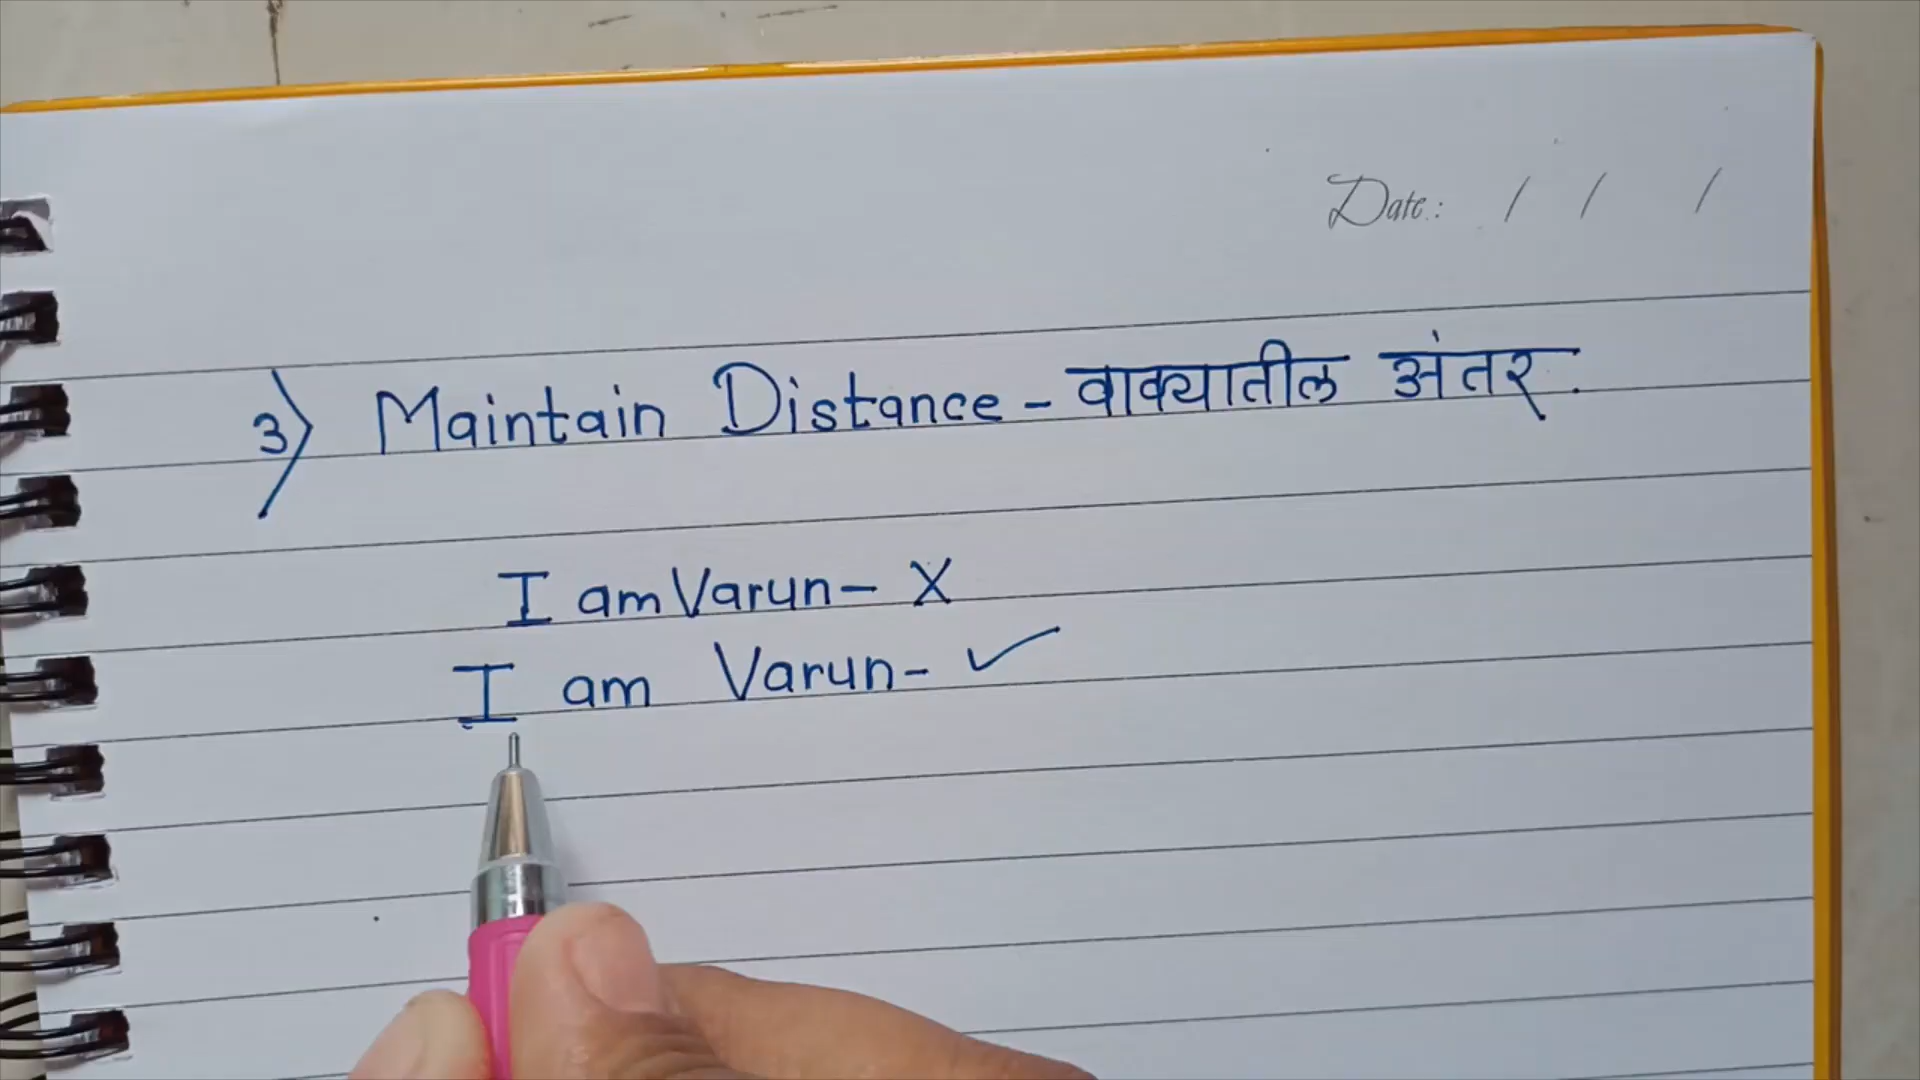 Date.: / / /
3) Maintain Distance - वाक्यातील अंतर.
I amVarun - X
I am Varun - ✓